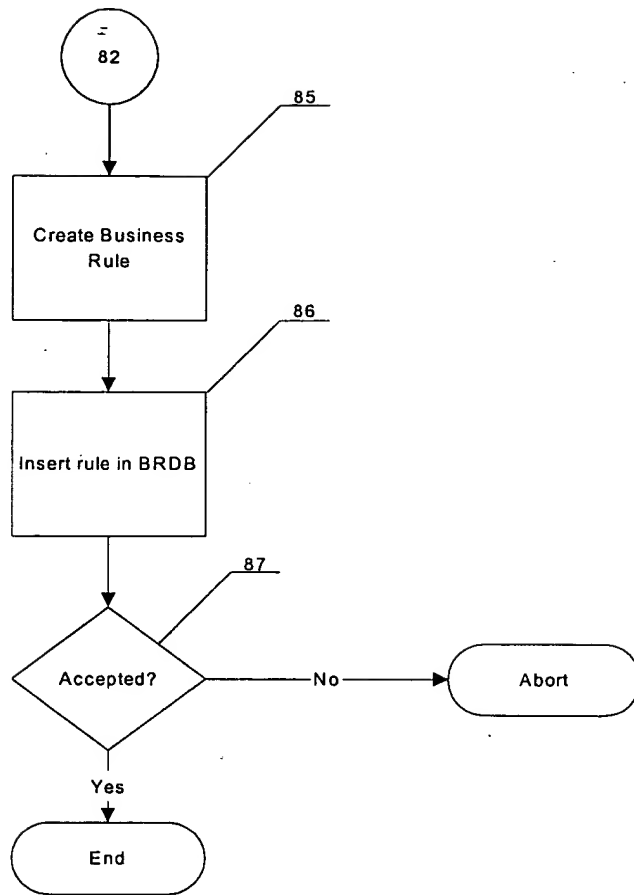 82
85
Create Business
Rule
86
Insert rule in BRDB
87
Accepted?
No
Abort
Yes
End